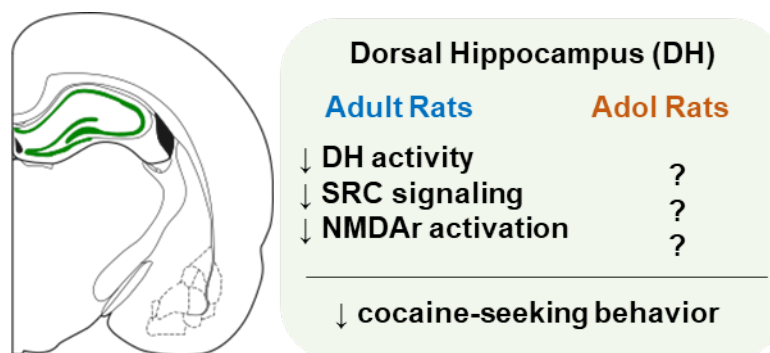 Dorsal Hippocampus (DH)
Adult Rats Adol Rats
↓ DH activity ?
↓ SRC signaling ?
↓ NMDAr activation ?
↓ cocaine-seeking behavior